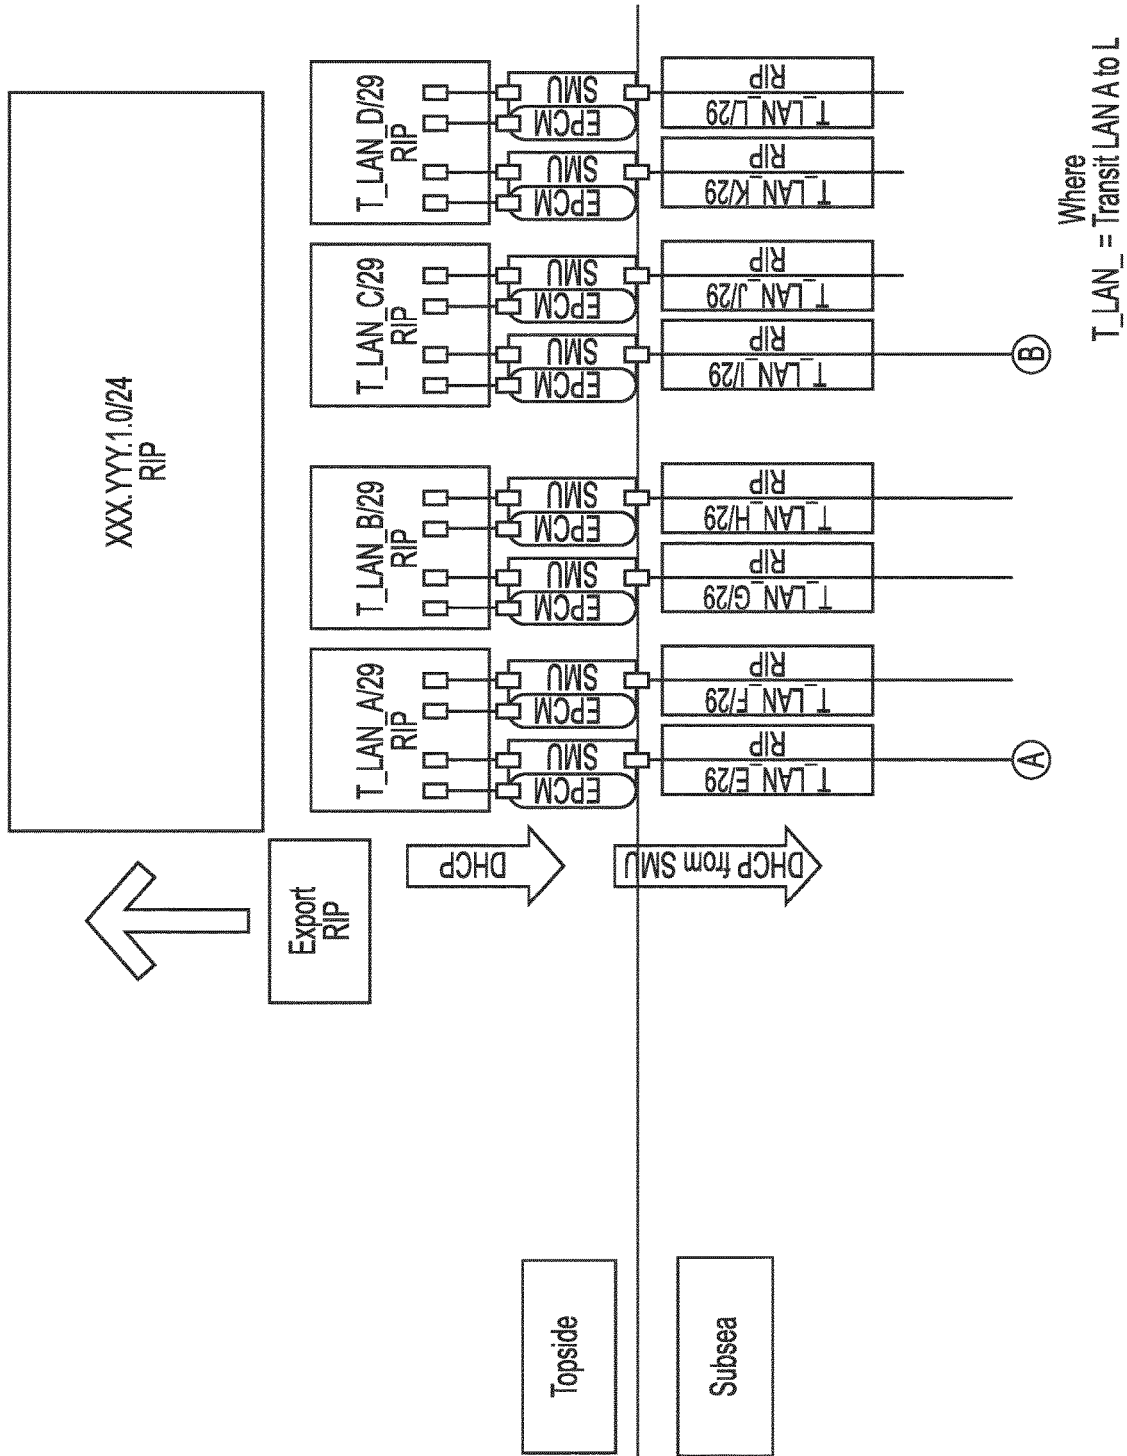 XXX.YYY.1.0/24
RIP
Export
RIP
DHCP
DHCP from SMU
T_LAN_A/29
RIP
T_LAN_B/29
RIP
T_LAN_C/29
RIP
T_LAN_D/29
RIP
EPCM
SMU
EPCM
SMU
EPCM
SMU
EPCM
SMU
EPCM
SMU
EPCM
SMU
EPCM
SMU
EPCM
SMU
Topside
Subsea
T_LAN_E/29
RIP
T_LAN_F/29
RIP
T_LAN_G/29
RIP
T_LAN_H/29
RIP
T_LAN_I/29
RIP
T_LAN_J/29
RIP
T_LAN_K/29
RIP
T_LAN_L/29
RIP
A
B
Where
T_LAN_ = Transit LAN A to L